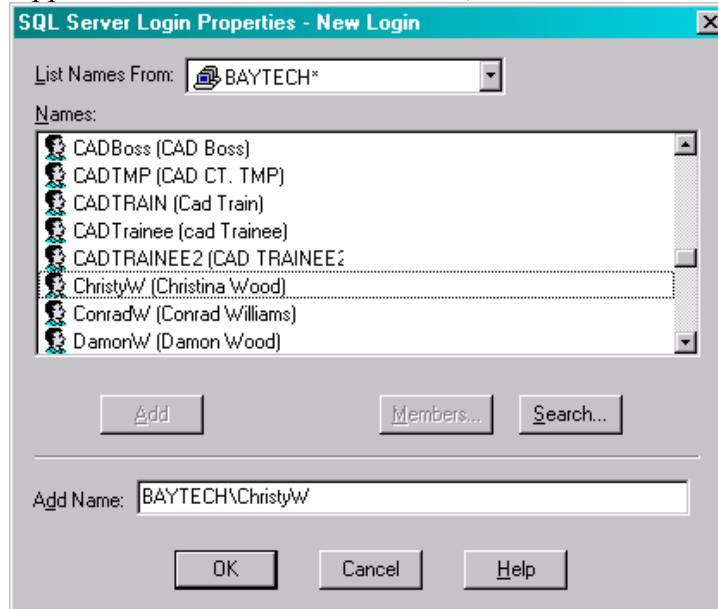 SQL Server Login Properties - New Login
List Names From: BAYTECH*
Names:
CADBoss (CAD Boss)
CADTMP (CAD CT. TMP)
CADTRAIN (Cad Train)
CADTrainee (cad Trainee)
CADTRAINEE2 (CAD TRAINEE2
ChristyW (Christina Wood)
ConradW (Conrad Williams)
DamonW (Damon Wood)
Add Members... Search...
Add Name: BAYTECH\ChristyW
OK Cancel Help